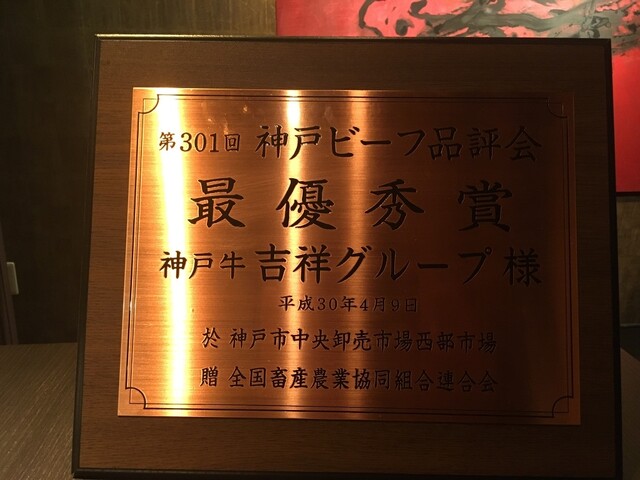 第301回 神戸ビーフ品評会
最優秀賞
神戸牛 吉祥グループ 様
平成30年4月9日
於 神戸市中央卸売市場西部市場
贈 全国畜産農業協同組合連合会